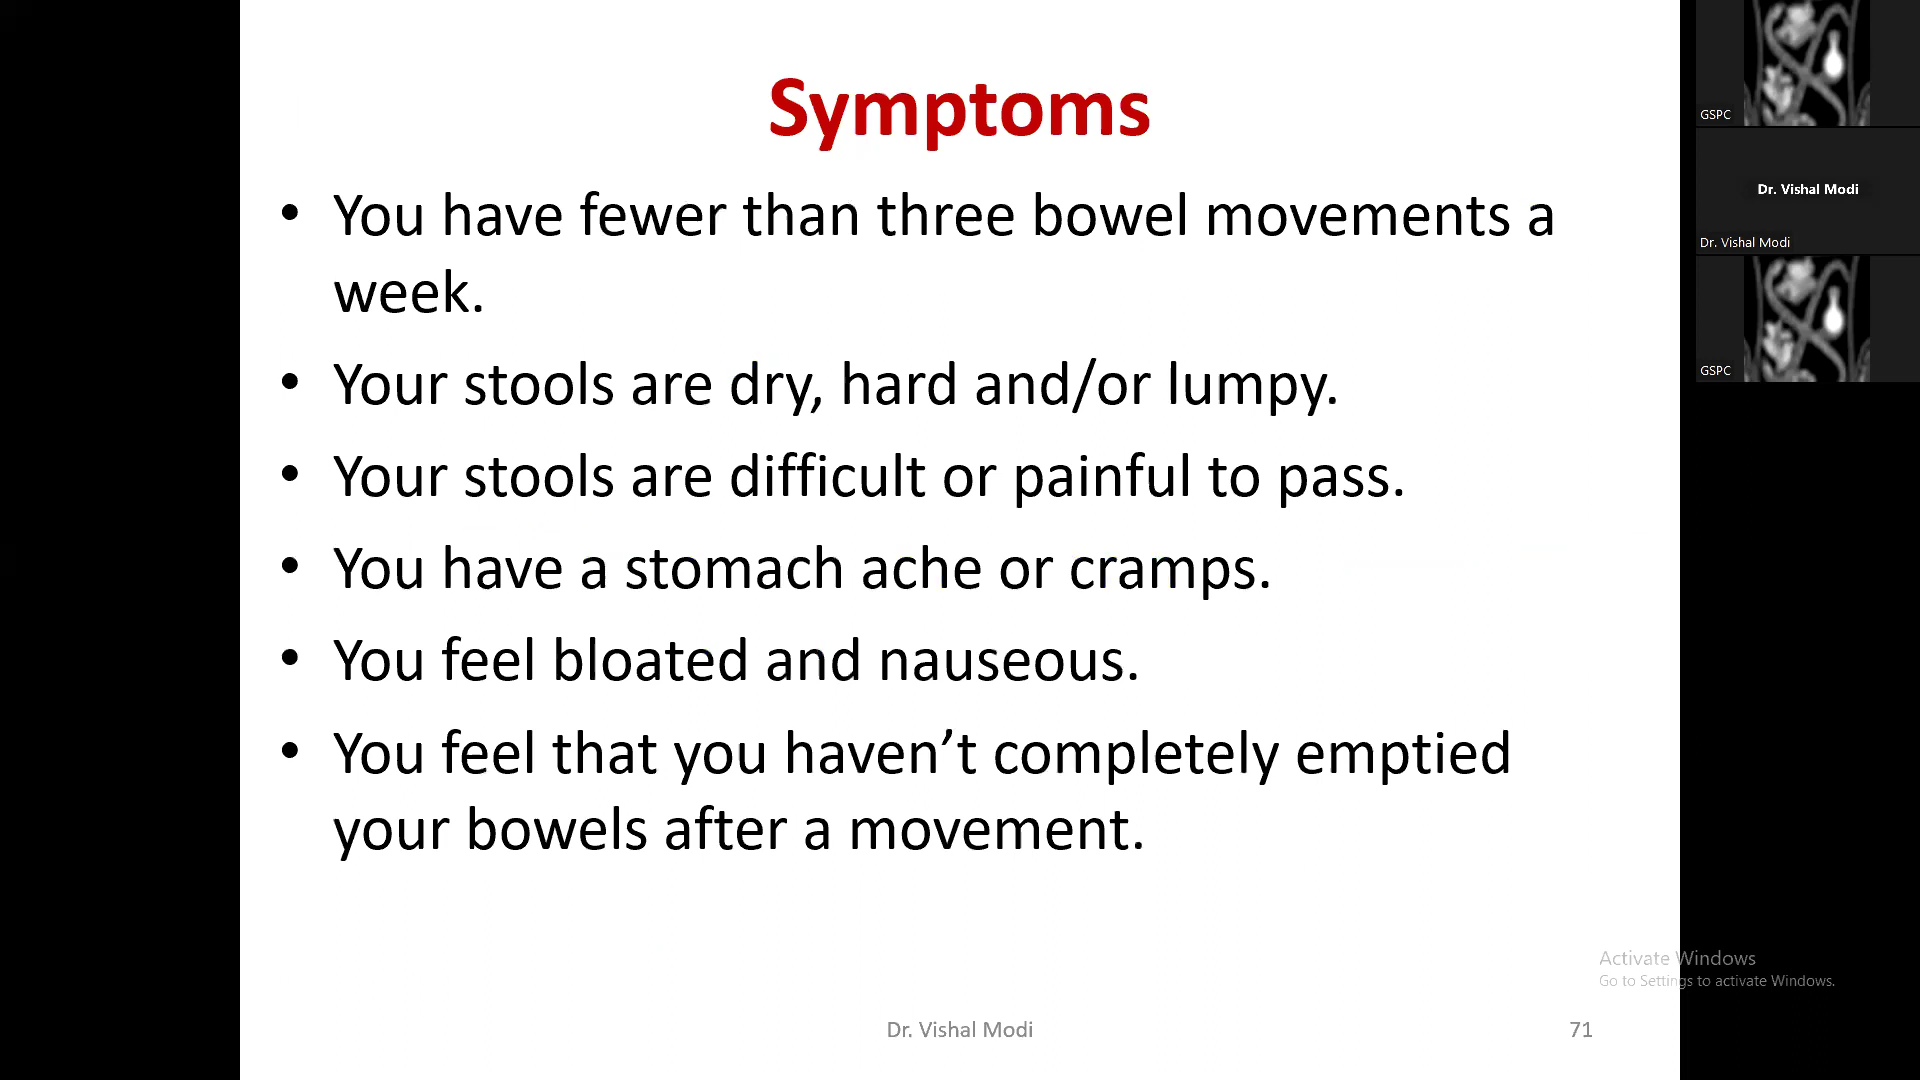 Symptoms
• You have fewer than three bowel movements a
week.
• Your stools are dry, hard and/or lumpy.
• Your stools are difficult or painful to pass.
• You have a stomach ache or cramps.
• You feel bloated and nauseous.
• You feel that you haven’t completely emptied
your bowels after a movement.
Dr. Vishal Modi
71
GSPC
Dr. Vishal Modi
Dr. Vishal Modi
GSPC
Activate Windows
Go to Settings to activate Windows.